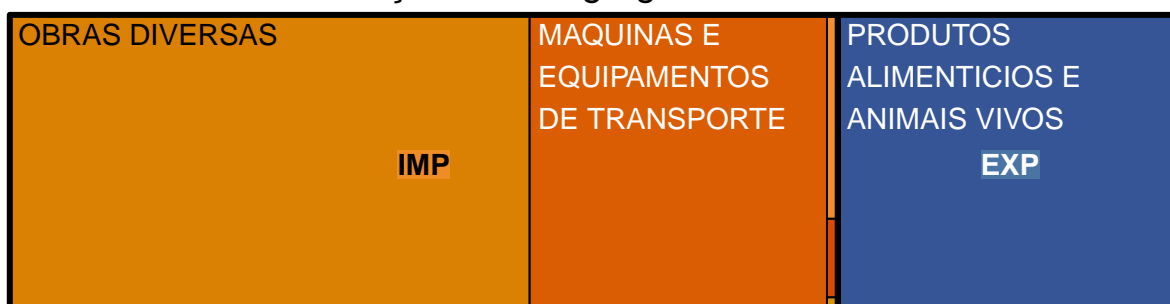 OBRAS DIVERSAS
IMP
MAQUINAS E
EQUIPAMENTOS
DE TRANSPORTE
PRODUTOS
ALIMENTICIOS E
ANIMAIS VIVOS
EXP